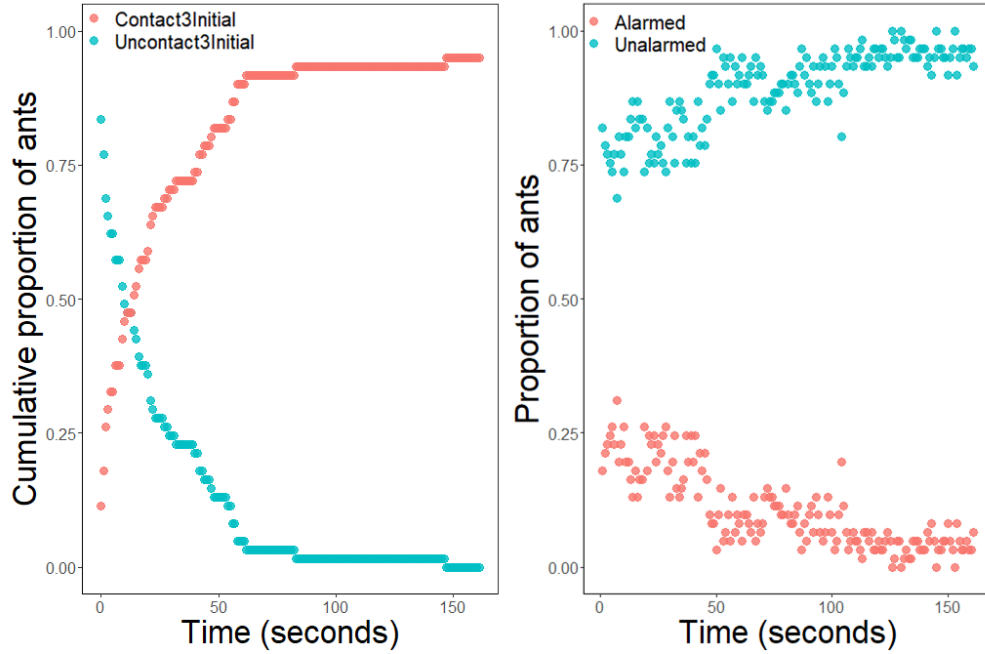 Contact3Initial
Uncontact3Initial
Cumulative proportion of ants
1.00
0.75
0.50
0.25
0.00
0
50
100
150
Time (seconds)
Alarmed
Unalarmed
Proportion of ants
1.00
0.75
0.50
0.25
0.00
0
50
100
150
Time (seconds)